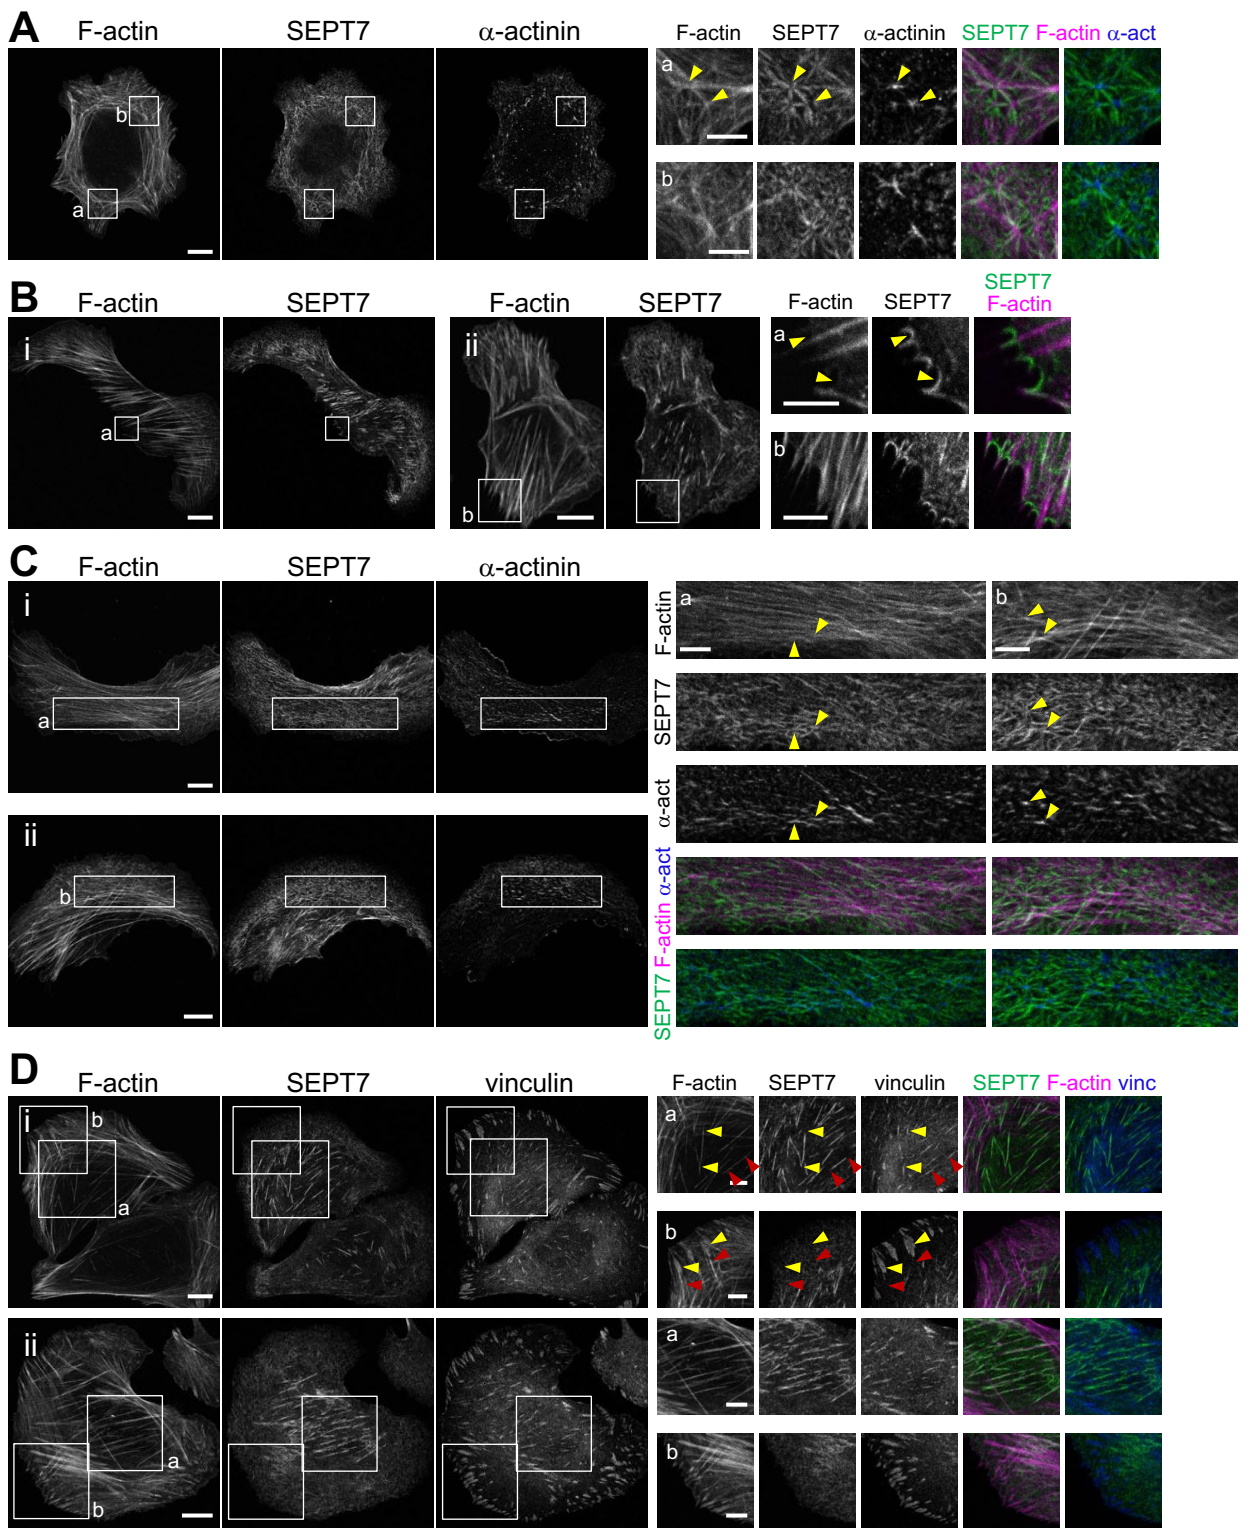 A
F-actin SEPT7 α-actinin
F-actin SEPT7 α-actinin SEPT7 F-actin α-act
b
a
a
b
B
F-actin SEPT7 F-actin SEPT7
F-actin SEPT7 SEPT7
F-actin
i
a
ii
b
a
b
C
F-actin SEPT7 α-actinin
i
a
ii
b
a b
F-actin
SEPT7
α-act
SEPT7 F-actin α-act
D
F-actin SEPT7 vinculin
F-actin SEPT7 vinculin SEPT7 F-actin vinc
i
b
a
a
b
ii
a
b
a
b